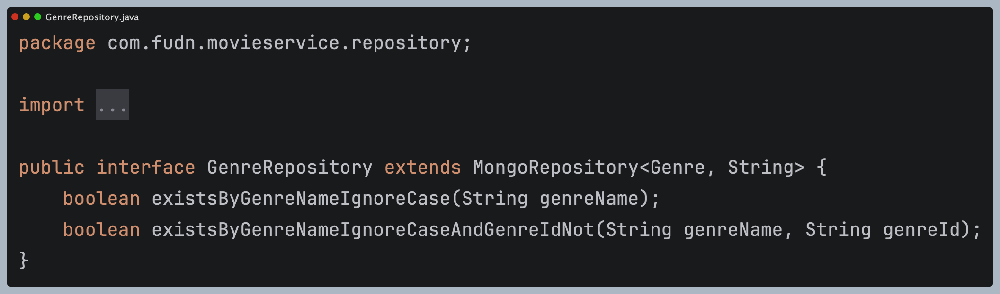 GenreRepository.java
package com.fudn.movieservice.repository;
import ...
public interface GenreRepository extends MongoRepository<Genre, String> {
boolean existsByGenreNameIgnoreCase(String genreName);
boolean existsByGenreNameIgnoreCaseAndGenreIdNot(String genreName, String genreId);
}